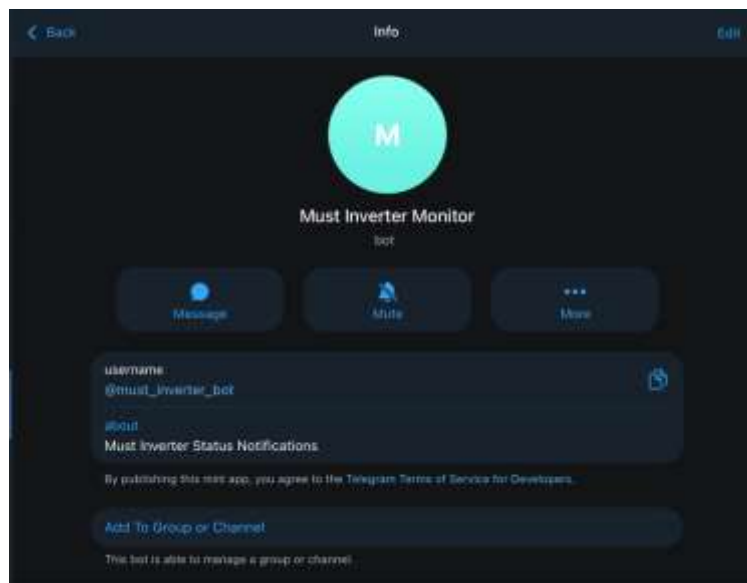 Back
Info
Edit
M
Must Inverter Monitor
bot
Message
Mute
More
username
@must_inverter_bot
about
Must Inverter Status Notifications
By publishing this mini app, you agree to the Telegram Terms of Service for Developers.
Add To Group or Channel
This bot is able to manage a group or channel.